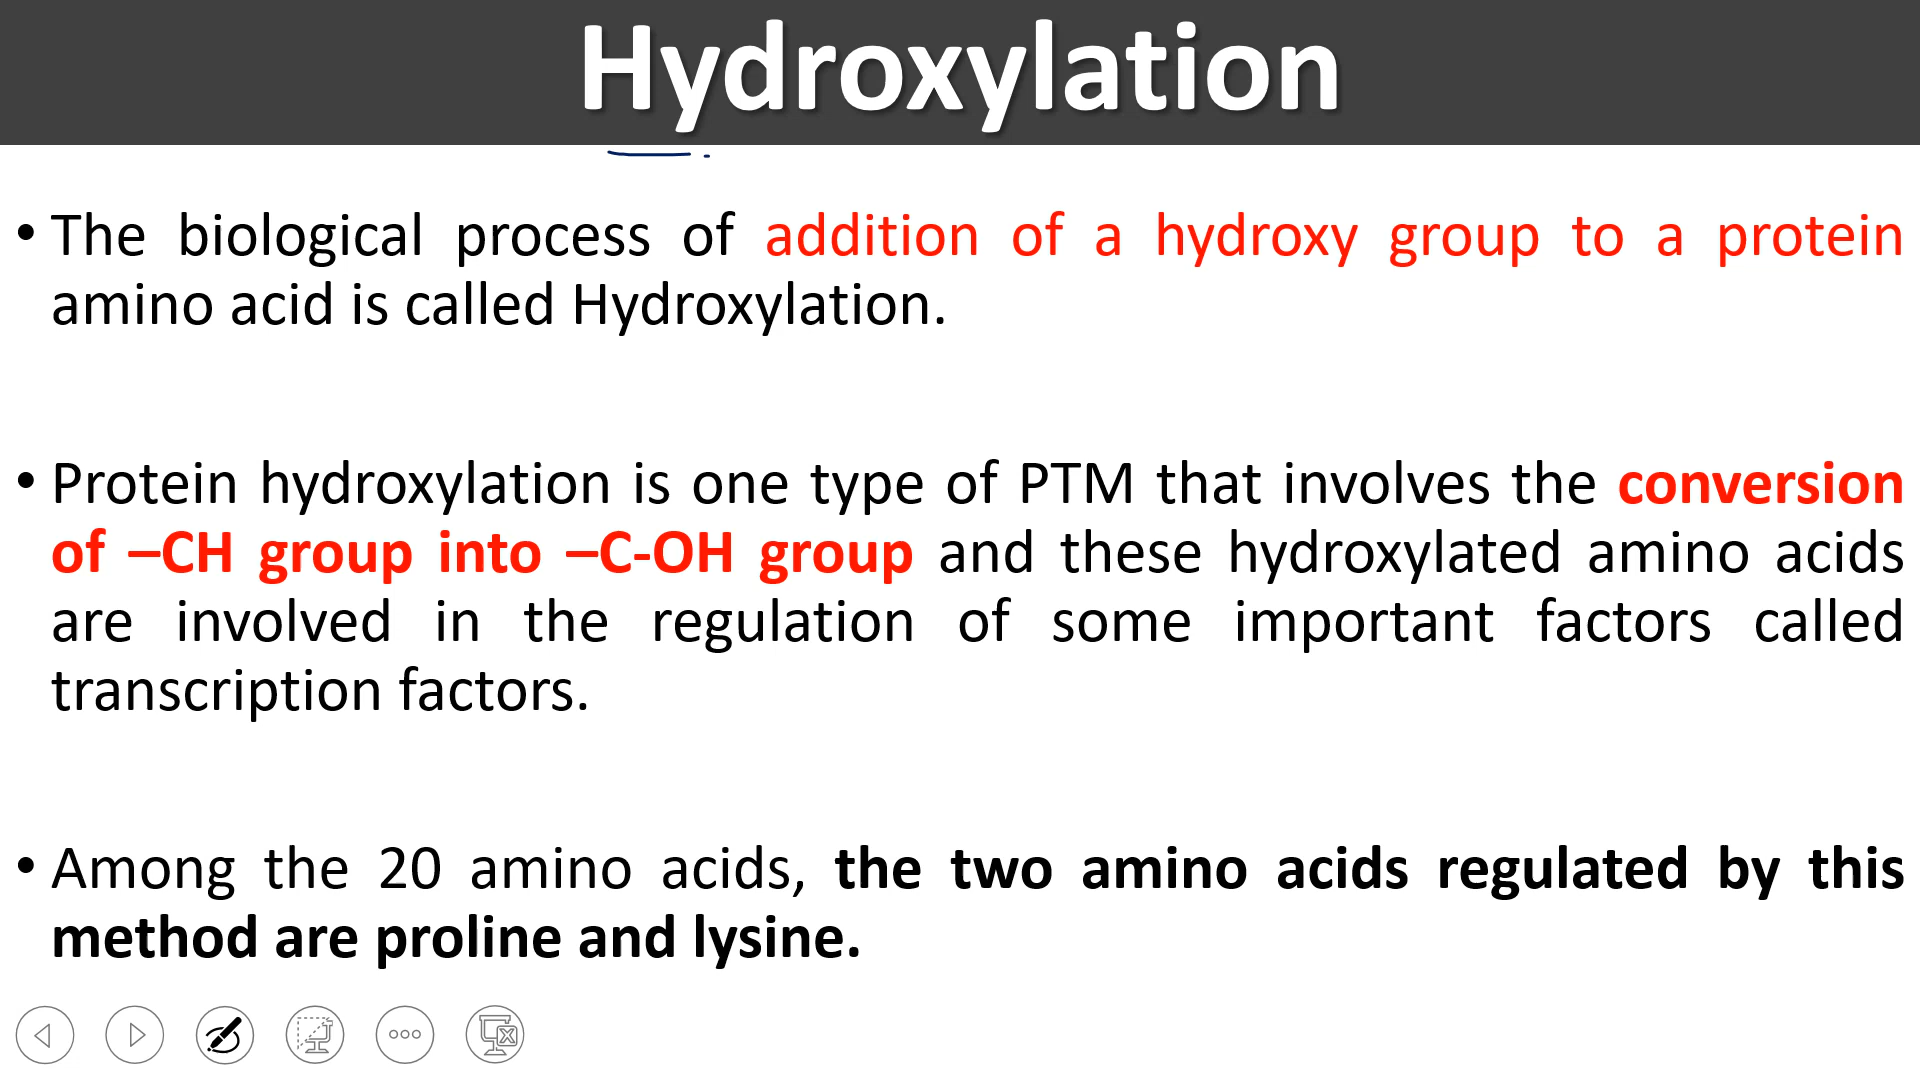 Hydroxylation
• The biological process of addition of a hydroxy group to a protein
amino acid is called Hydroxylation.
• Protein hydroxylation is one type of PTM that involves the conversion
of –CH group into –C-OH group and these hydroxylated amino acids
are involved in the regulation of some important factors called
transcription factors.
• Among the 20 amino acids, the two amino acids regulated by this
method are proline and lysine.